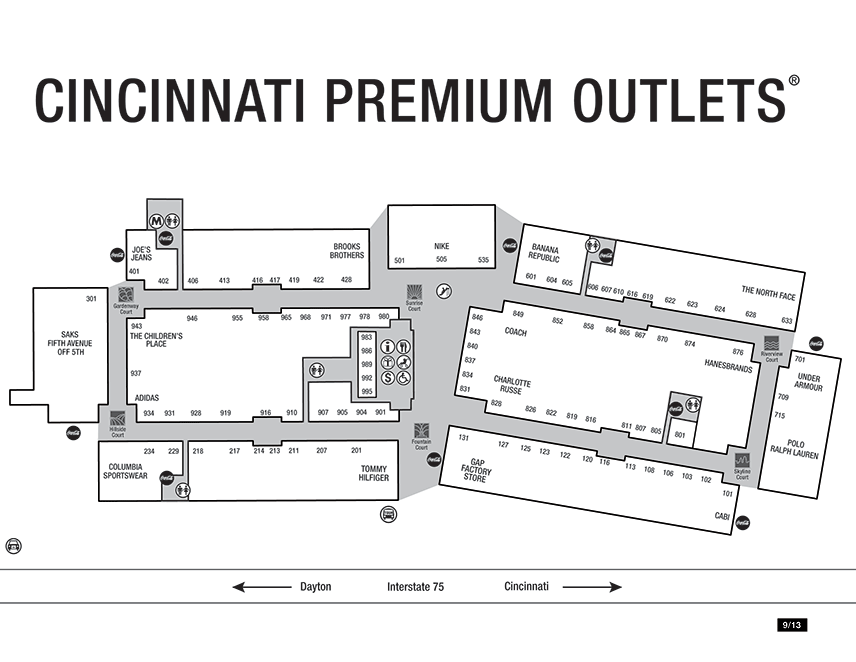 CINCINNATI PREMIUM OUTLETS®
M
JOE'S
JEANS
401
402
406
413
416
417
419
422
428
BROOKS
BROTHERS
NIKE
501
505
535
BANANA
REPUBLIC
601
604
605
606
607
610
616
619
622
623
624
628
633
THE NORTH FACE
301
SAKS
FIFTH AVENUE
OFF 5TH
Gardenway
Court
Sunrise
Court
943
946
955
958
965
968
971
977
978
980
THE CHILDREN'S
PLACE
937
ADIDAS
934
931
928
919
916
910
907
905
904
901
983
986
989
992
995
i
S
846
849
852
858
864
865
867
870
874
876
843
840
837
834
831
COACH
CHARLOTTE
RUSSE
HANESBRANDS
828
826
822
819
816
811
807
805
801
Riverview
Court
701
UNDER
ARMOUR
709
715
POLO
RALPH LAUREN
Hillside
Court
Fountain
Court
Skyline
Court
234
229
218
217
214
213
211
207
201
COLUMBIA
SPORTSWEAR
TOMMY
HILFIGER
131
127
125
123
122
120
116
113
108
106
103
102
101
GAP
FACTORY
STORE
CABI
Dayton
Interstate 75
Cincinnati
9/13